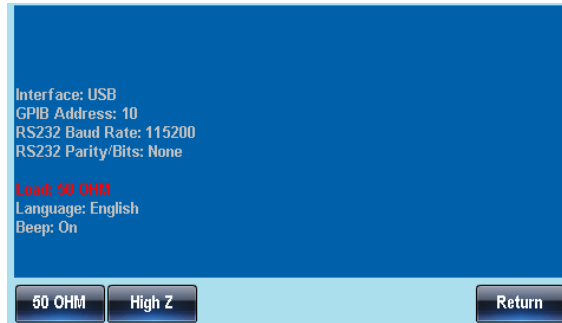 Interface: USB
GPIB Address: 10
RS232 Baud Rate: 115200
RS232 Parity/Bits: None
Load: 50 OHM
Language: English
Beep: On
50 OHM High Z Return